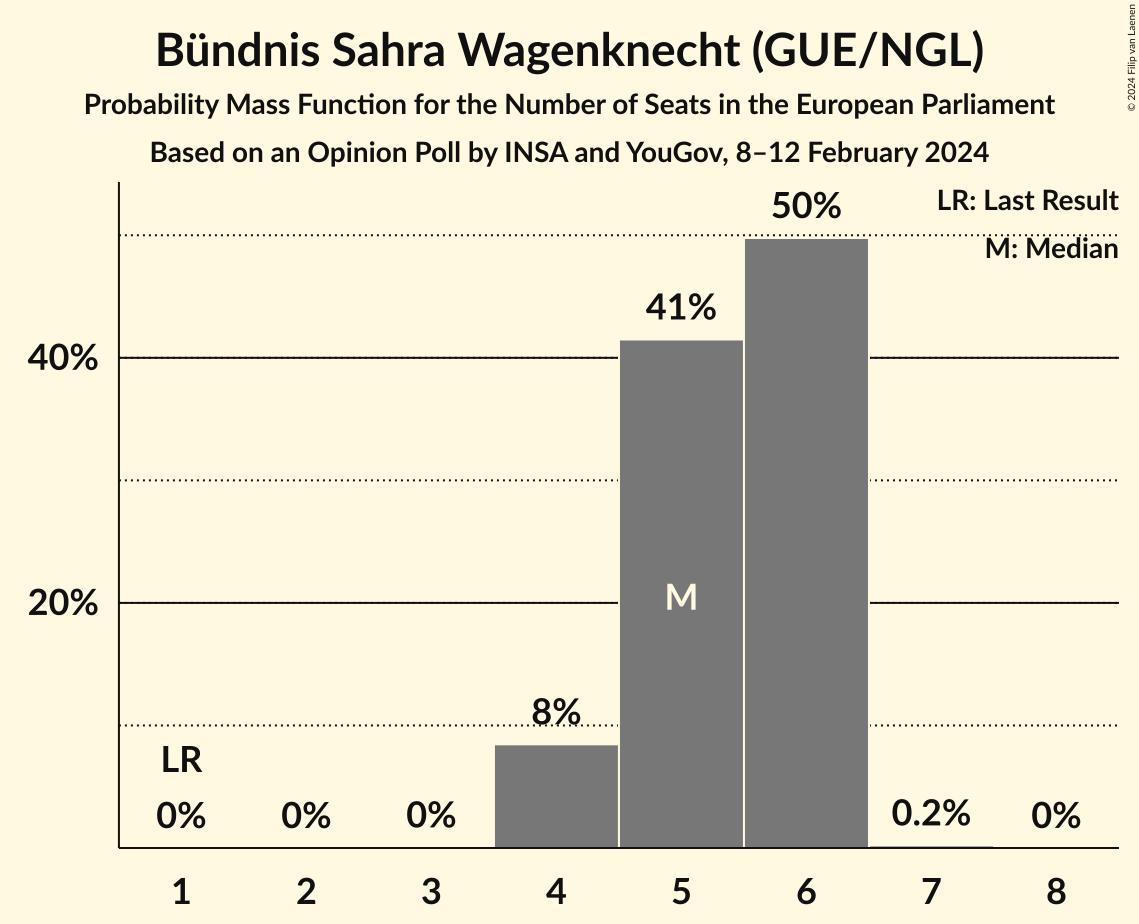 Bündnis Sahra Wagenknecht (GUE/NGL)
Probability Mass Function for the Number of Seats in the European Parliament
Based on an Opinion Poll by INSA and YouGov, 8–12 February 2024
© 2024 Filip van Laenen
LR: Last Result
M: Median
50%
41%
40%
M
20%
8%
LR
0%
0%
0%
0.2%
0%
1 2 3 4 5 6 7 8